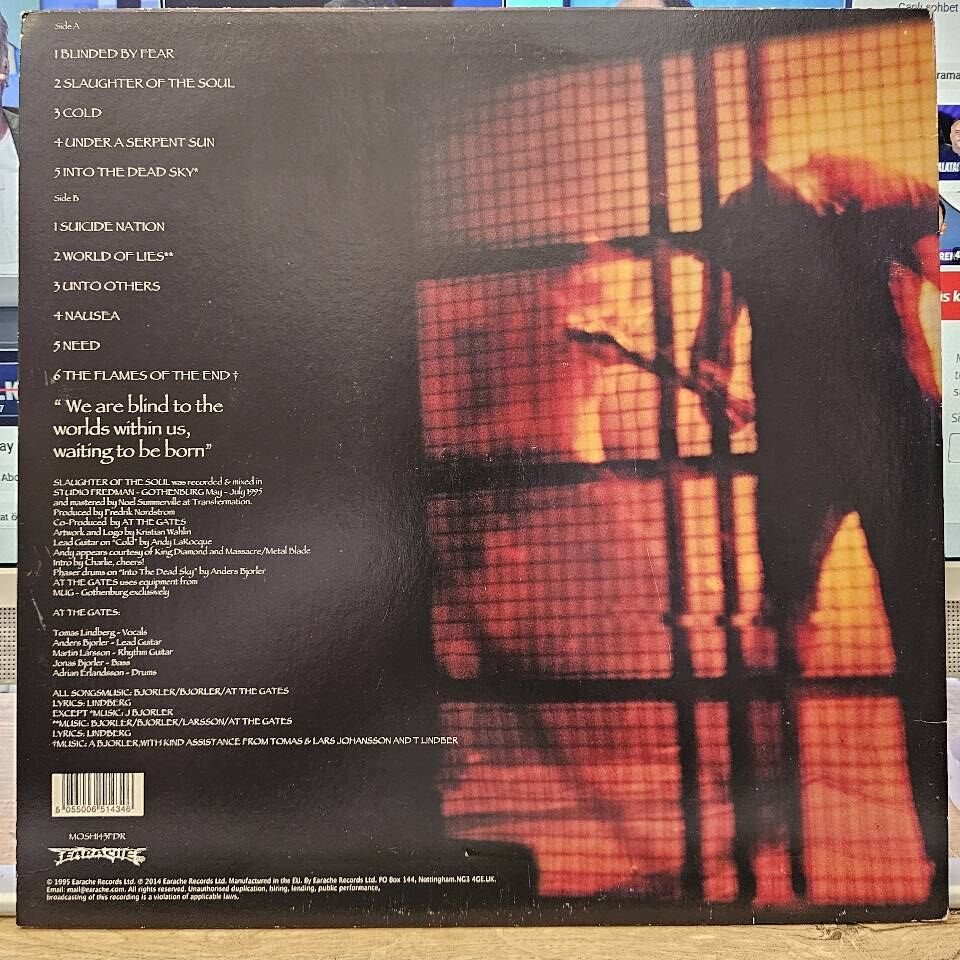 Side A
1 BLINDED BY FEAR
2 SLAUGHTER OF THE SOUL
3 COLD
4 UNDER A SERPENT SUN
5 INTO THE DEAD SKY*
Side B
1 SUICIDE NATION
2 WORLD OF LIES**
3 UNTO OTHERS
4 NAUSEA
5 NEED
6 THE FLAMES OF THE END †
“ We are blind to the
worlds within us,
waiting to be born”
SLAUGHTER OF THE SOUL was recorded & mixed in
STUDIO FREDMAN - GOTHENBURG May - July 1995
and mastered by Noel Summerville at Transfermation.
Produced by Fredrik Nordstrom
Co-Produced by AT THE GATES
Artwork and Logo by Kristian Wahlin
Lead Guitar on "Cold" by Andy LaRocque
Andy appears courtesy of King Diamond and Massacre/Metal Blade
Intro by Charlie, cheers!
Phaser drums on "Into The Dead Sky" by Anders Bjorler
AT THE GATES uses equipment from
MUG - Gothenburg exclusively
AT THE GATES:
Tomas Lindberg - Vocals
Anders Bjorler - Lead Guitar
Martin Larsson - Rhythm Guitar
Jonas Bjorler - Bass
Adrian Erlandsson - Drums
ALL SONGSMUSIC: BJORLER/BJORLER/AT THE GATES
LYRICS: LINDBERG
EXCEPT *MUSIC: J BJORLER
**MUSIC: BJORLER/BJORLER/LARSSON/AT THE GATES
LYRICS: LINDBERG
†MUSIC: A BJORLER,WITH KIND ASSISTANCE FROM TOMAS & LARS JOHANSSON AND T LINDBER
5 055006 514346
MOSH143FDR
EARACHE
© 1995 Earache Records Ltd. ℗ 2014 Earache Records Ltd. Manufactured in the EU. By Earache Records Ltd. PO Box 144, Nottingham.NG3 4GE.UK.
Email: mail@earache.com. All rights reserved. Unauthorised duplication, hiring, lending, public performance,
broadcasting of this recording is a violation of applicable laws.